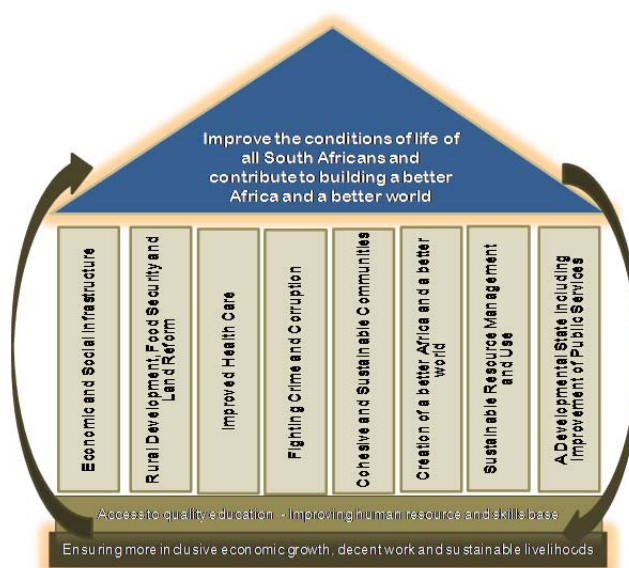 Improve the conditions of life of
all South Africans and
contribute to building a better
Africa and a better world
Economic and Social Infrastructure
Rural Development, Food Security and
Land Reform
Improved Health Care
Fighting Crime and Corruption
Cohesive and Sustainable Communities
Creation of a better Africa and a better
world
Sustainable Resource Management
and Use
A Developmental State Including
Improvement of Public Services
Access to quality education - Improving human resource and skills base
Ensuring more inclusive economic growth, decent work and sustainable livelihoods